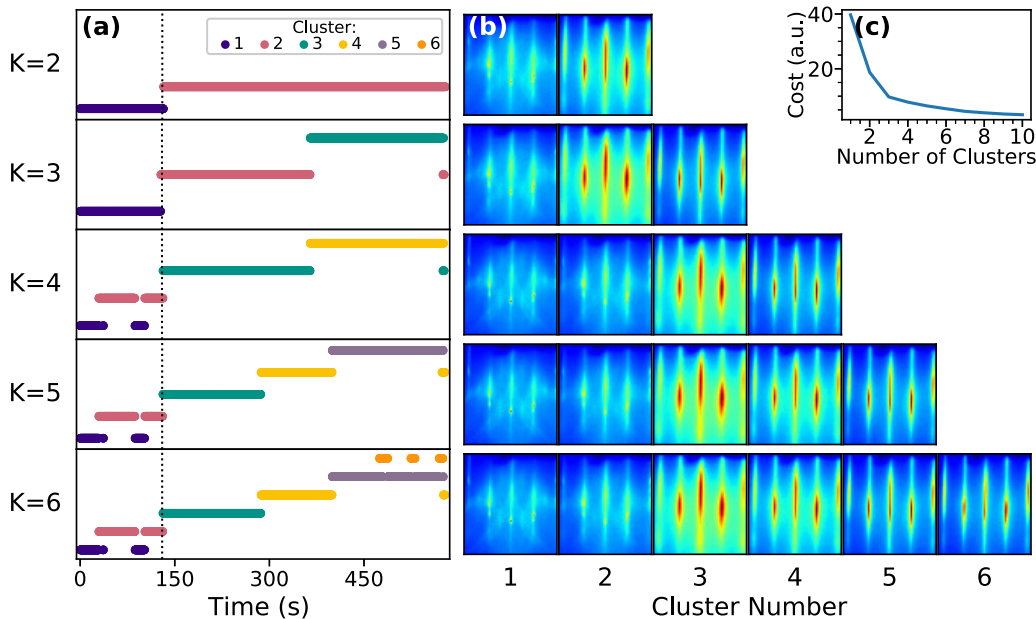 (a)
Cluster:
1 2 3 4 5 6
K=2
K=3
K=4
K=5
K=6
0 150 300 450
Time (s)
(b)
1 2 3 4 5 6
Cluster Number
(c)
40
20
Cost (a.u.)
2 4 6 8 10
Number of Clusters